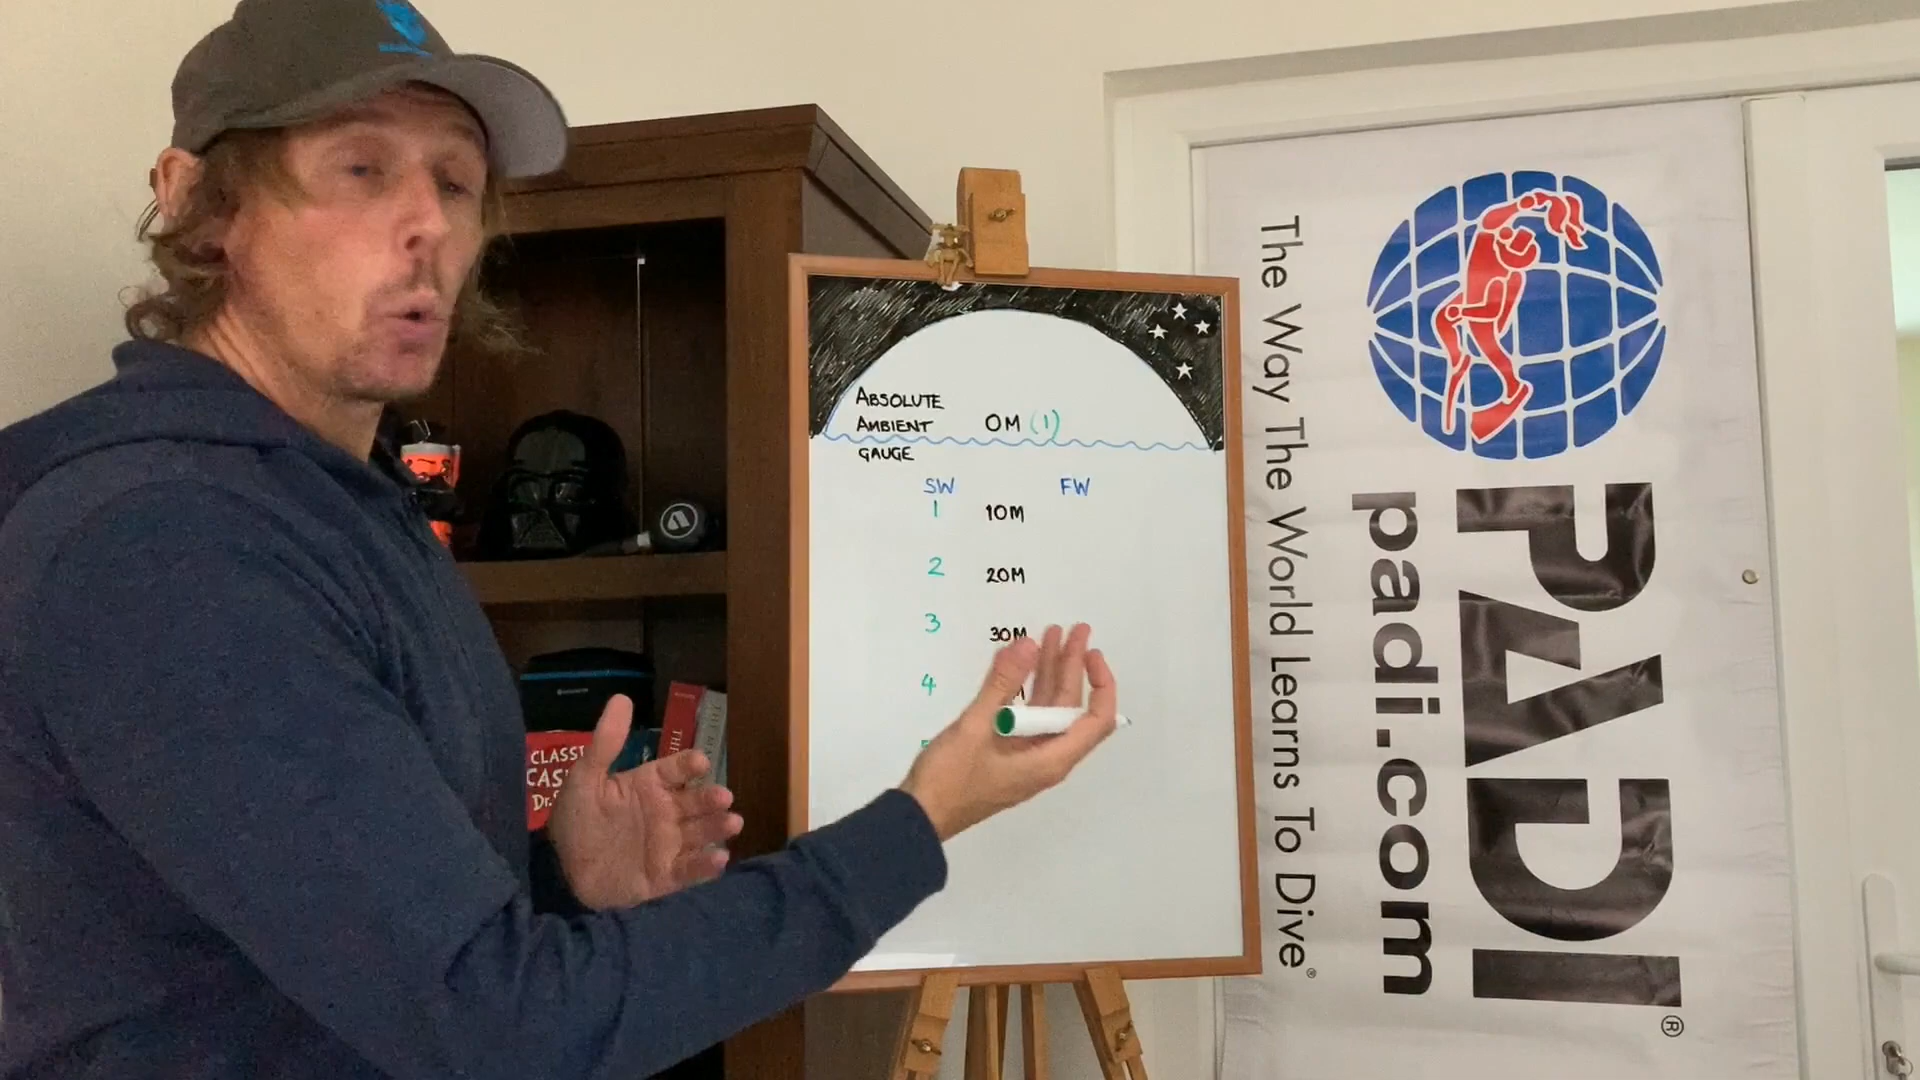 ABSOLUTE
AMBIENT 0M (1)
GAUGE
SW FW
1 10M
2 20M
3 30M
4 M
CLASSI
CAS
Dr.S
The Way The World Learns To Dive®
padi.com
PADI®